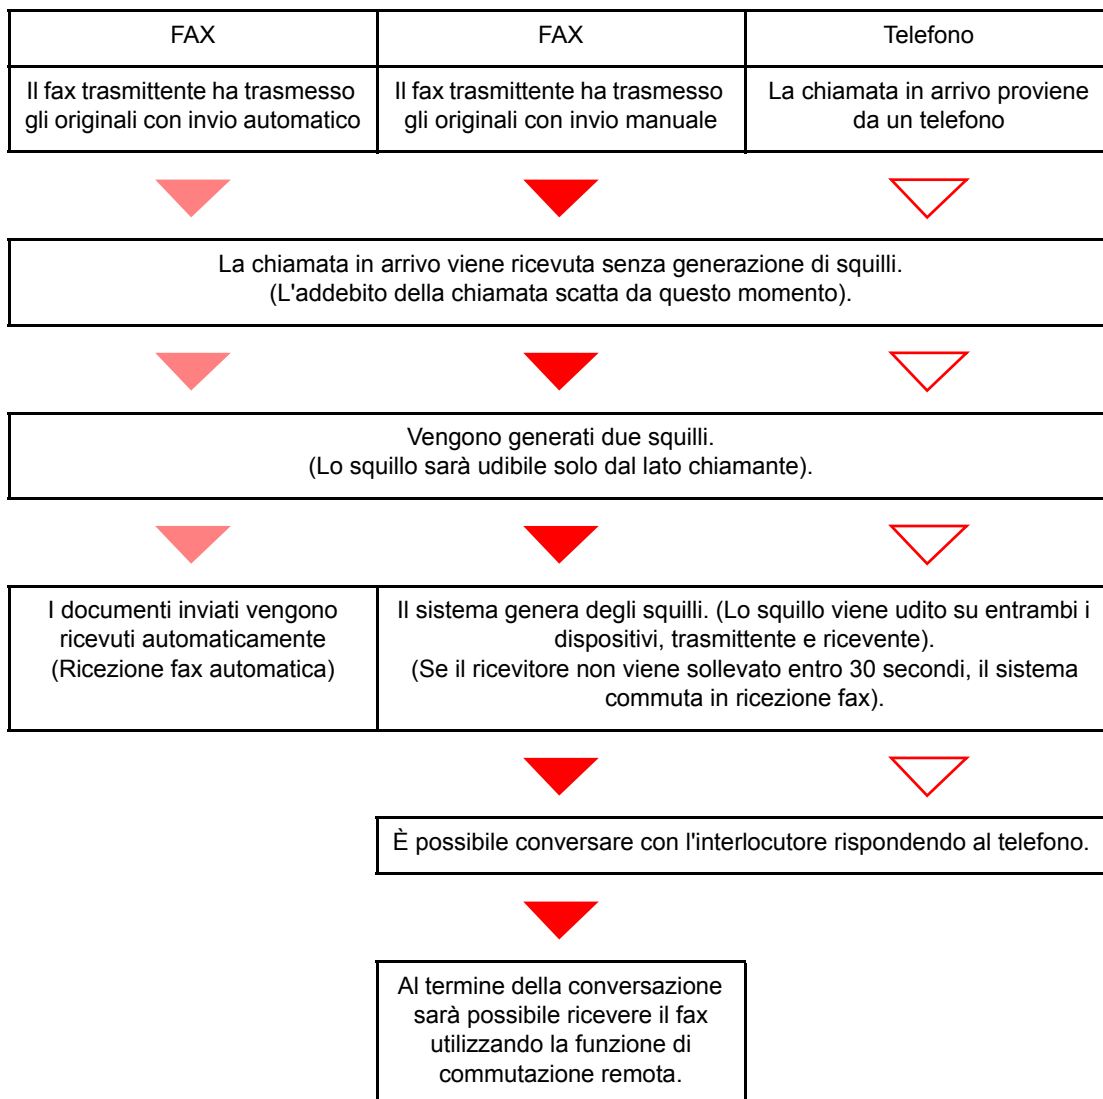 FAX
FAX
Telefono
Il fax trasmittente ha trasmesso
gli originali con invio automatico
Il fax trasmittente ha trasmesso
gli originali con invio manuale
La chiamata in arrivo proviene
da un telefono
La chiamata in arrivo viene ricevuta senza generazione di squilli.
(L'addebito della chiamata scatta da questo momento).
Vengono generati due squilli.
(Lo squillo sarà udibile solo dal lato chiamante).
I documenti inviati vengono
ricevuti automaticamente
(Ricezione fax automatica)
Il sistema genera degli squilli. (Lo squillo viene udito su entrambi i
dispositivi, trasmittente e ricevente).
(Se il ricevitore non viene sollevato entro 30 secondi, il sistema
commuta in ricezione fax).
È possibile conversare con l'interlocutore rispondendo al telefono.
Al termine della conversazione
sarà possibile ricevere il fax
utilizzando la funzione di
commutazione remota.